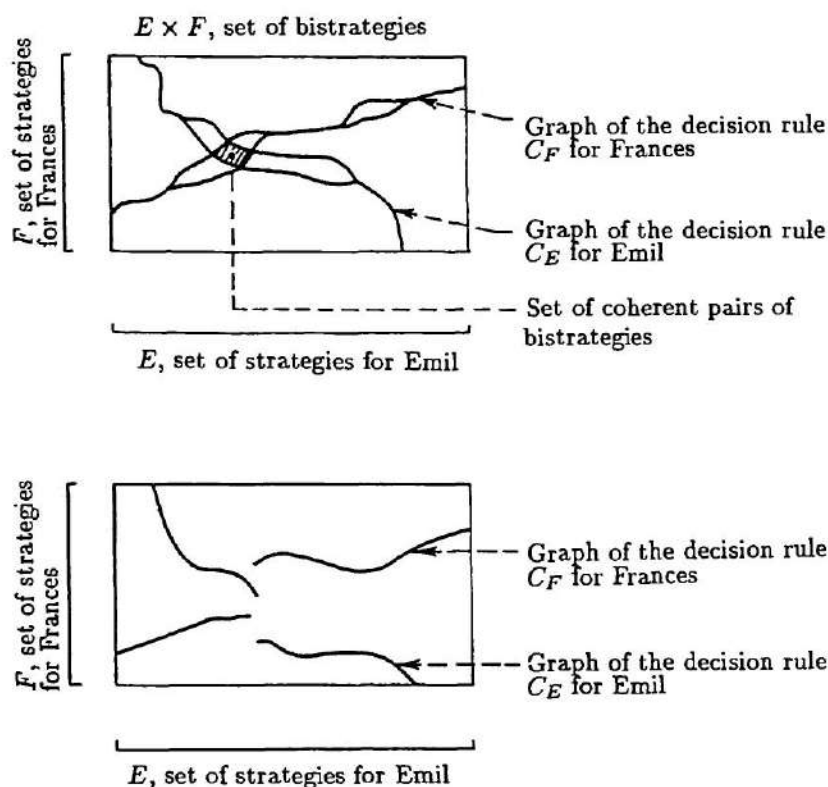 E × F, set of bistrategies
F, set of strategies
for Frances
Graph of the decision rule
C_F for Frances
Graph of the decision rule
C_E for Emil
Set of coherent pairs of
bistrategies
E, set of strategies for Emil
F, set of strategies
for Frances
Graph of the decision rule
C_F for Frances
Graph of the decision rule
C_E for Emil
E, set of strategies for Emil